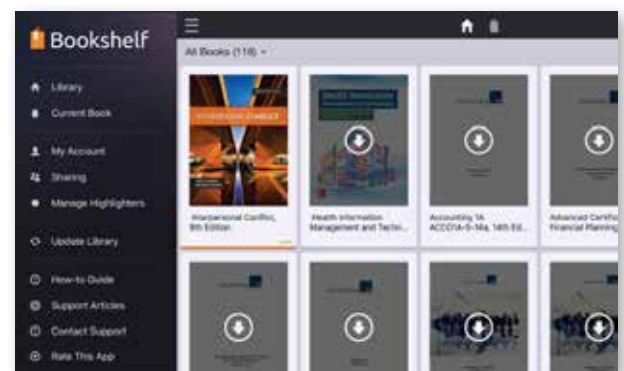 Bookshelf
Library
Current Book
My Account
Sharing
Manage Highlighters
Update Library
How-to Guide
Support Articles
Contact Support
Rate This App
All Books (118)
INTERPERSONAL CONFLICT
Interpersonal Conflict,
9th Edition
Health Information
Management and Techn...
Accounting 1A
14th Ed...
Advanced Certific
Financial Planning